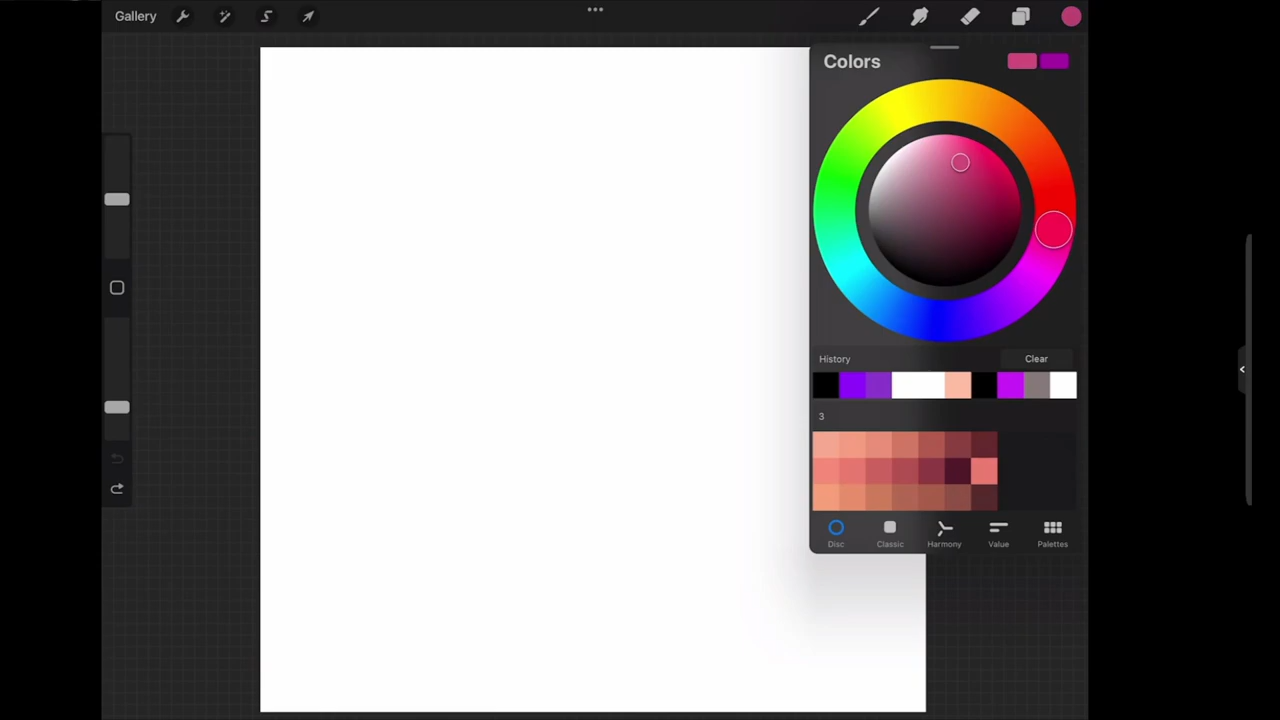 Gallery
Colors
History
Clear
3
Disc
Classic
Harmony
Value
Palettes